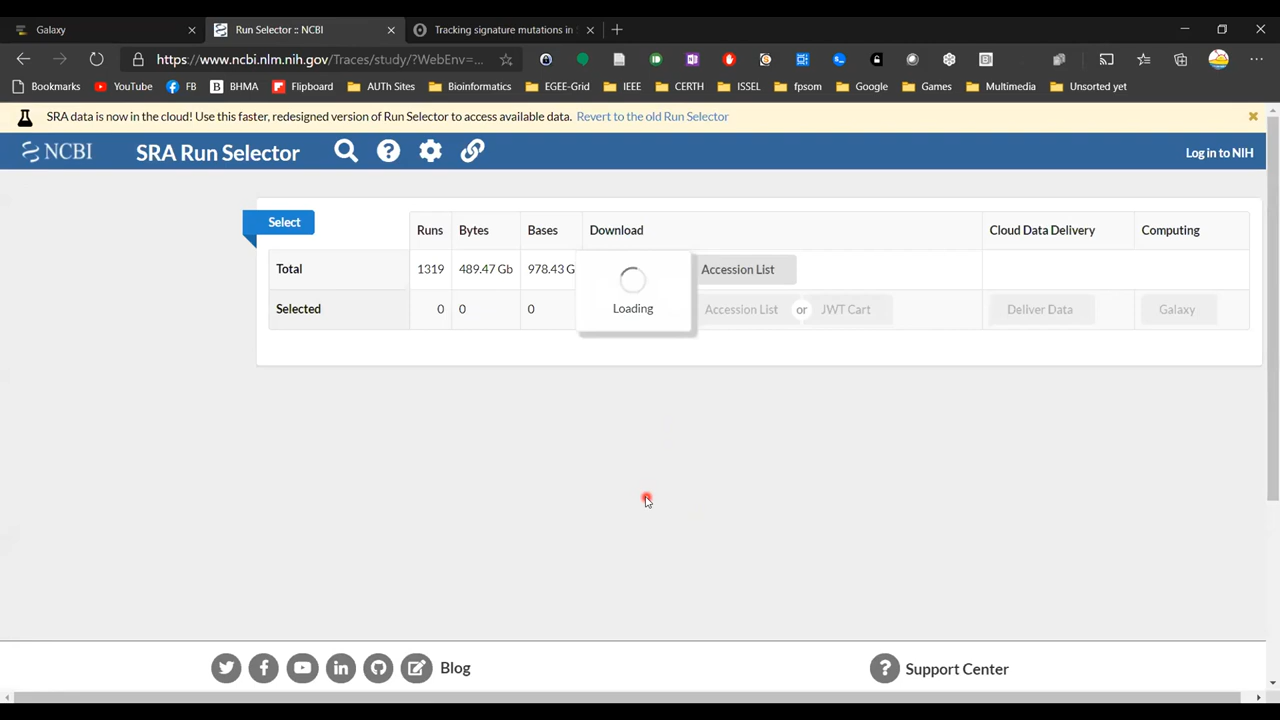 Galaxy
Run Selector :: NCBI
Tracking signature mutations in
https://www.ncbi.nlm.nih.gov/Traces/study/?WebEnv=...
Bookmarks
YouTube
FB
BHMA
Flipboard
AUTH Sites
Bioinformatics
EGEE-Grid
IEEE
CERTH
ISSEL
fpsom
Google
Games
Multimedia
Unsorted yet
SRA data is now in the cloud! Use this faster, redesigned version of Run Selector to access available data. Revert to the old Run Selector
NCBI
SRA Run Selector
Log in to NIH
Select
Runs
Bytes
Bases
Download
Cloud Data Delivery
Computing
Total
1319
489.47 Gb
978.43 G
Accession List
Loading
Selected
0
0
0
Accession List
or
JWT Cart
Deliver Data
Galaxy
Blog
Support Center